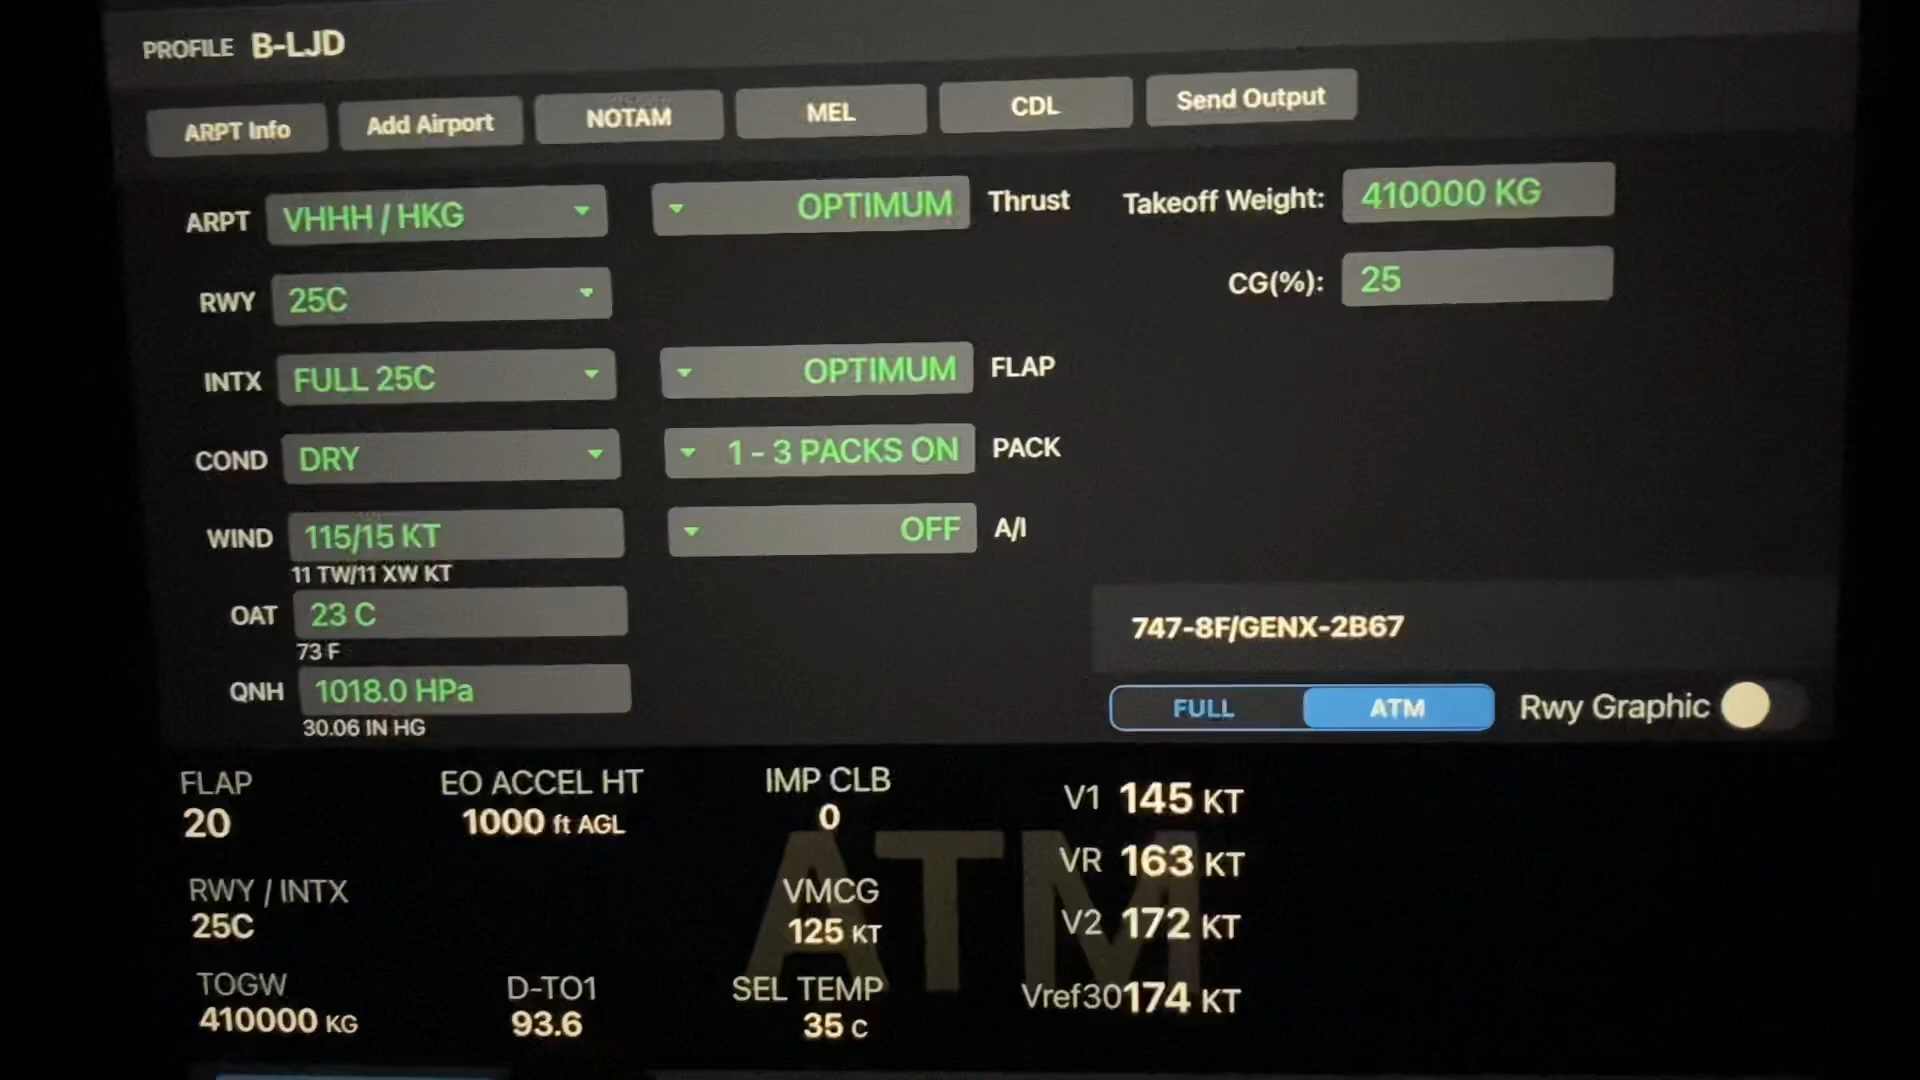 PROFILE B-LJD
ARPT Info Add Airport NOTAM MEL CDL Send Output
ARPT VHHH / HKG OPTIMUM Thrust Takeoff Weight: 410000 KG
RWY 25C CG(%): 25
INTX FULL 25C OPTIMUM FLAP
COND DRY 1 - 3 PACKS ON PACK
WIND 115/15 KT OFF A/I
11 TW/11 XW KT
OAT 23 C
73 F
747-8F/GENX-2B67
QNH 1018.0 HPa
30.06 IN HG
FULL ATM Rwy Graphic
FLAP EO ACCEL HT IMP CLB V1 145 KT
20 1000 ft AGL 0
ATM
VR 163 KT
RWY / INTX VMCG V2 172 KT
25C 125 KT
TOGW D-TO1 SEL TEMP Vref30 174 KT
410000 KG 93.6 35 C